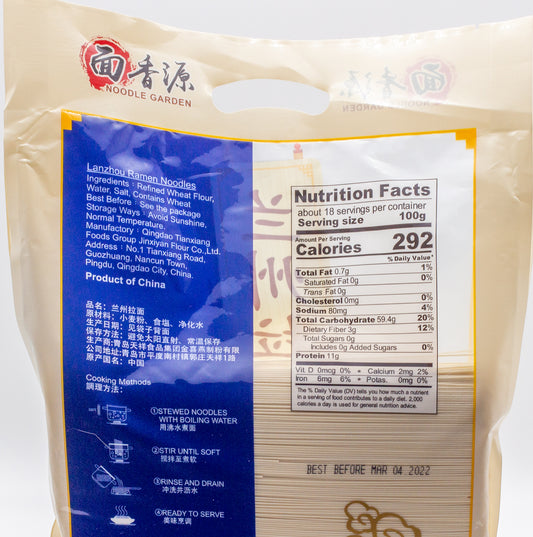 面香源
NOODLE GARDEN
Lanzhou Ramen Noodles
Ingredients: Refined Wheat Flour,
Water, Salt, Contains Wheat
Best Before: See the package
Storage Ways: Avoid Sunshine,
Normal Temperature.
Manufactory: Qingdao Tianxiang
Foods Group Jinxiyan Flour Co.,Ltd.
Address: No.1 Tianxiang Road,
Guozhuang, Nancun Town,
Pingdu, Qingdao City, China.
Product of China
品名：兰州拉面
原材料：小麦粉、食盐、净化水
生产日期：见袋子背面
保存方法：避免太阳直射、常温保存
生产商：青岛天祥食品集团金喜燕制粉有限
公司地址：青岛市平度南村镇郭庄天祥1路
原产国名：中国
Cooking Methods
調理方法：
①STEWED NOODLES
WITH BOILING WATER
用沸水煮面
②STIR UNTIL SOFT
搅拌至煮软
③RINSE AND DRAIN
冲洗并沥水
④READY TO SERVE
美味烹调
Nutrition Facts
about 18 servings per container
Serving size 100g
Amount Per Serving
Calories 292
% Daily Value*
Total Fat 0.7g 1%
Saturated Fat 0g 0%
Trans Fat 0g
Cholesterol 0mg 0%
Sodium 80mg 4%
Total Carbohydrate 59.4g 20%
Dietary Fiber 3g 12%
Total Sugars 0g
Includes 0g Added Sugars 0%
Protein 11g
Vit D 0mcg 0% * Calcium 2mg 2%
Iron 6mg 6% * Potas. 0mg 0%
The % Daily Value (DV) tells you how much a nutrient
in a serving of food contributes to a daily diet. 2,000
calories a day is used for general nutrition advice.
BEST BEFORE MAR 04 2022